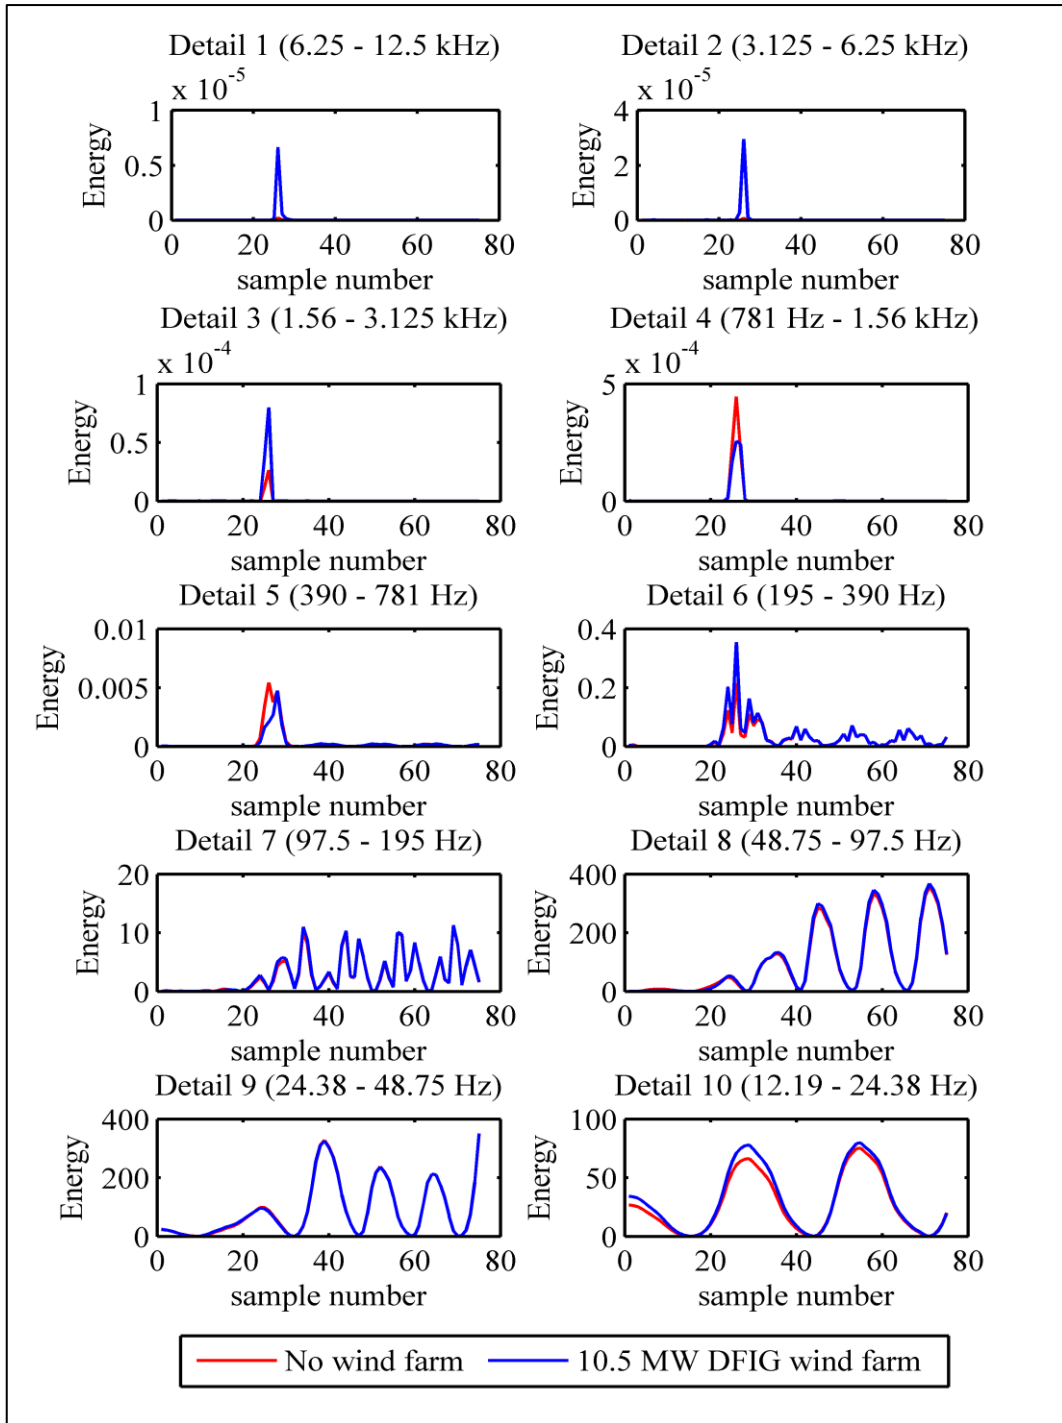 Detail 1 (6.25 - 12.5 kHz)
x 10^-5
1
0.5
0
Energy
0 20 40 60 80
sample number
Detail 2 (3.125 - 6.25 kHz)
x 10^-5
4
2
0
Energy
0 20 40 60 80
sample number
Detail 3 (1.56 - 3.125 kHz)
x 10^-4
1
0.5
0
Energy
0 20 40 60 80
sample number
Detail 4 (781 Hz - 1.56 kHz)
x 10^-4
5
0
Energy
0 20 40 60 80
sample number
Detail 5 (390 - 781 Hz)
0.01
0.005
0
Energy
0 20 40 60 80
sample number
Detail 6 (195 - 390 Hz)
0.4
0.2
0
Energy
0 20 40 60 80
sample number
Detail 7 (97.5 - 195 Hz)
20
10
0
Energy
0 20 40 60 80
sample number
Detail 8 (48.75 - 97.5 Hz)
400
200
0
Energy
0 20 40 60 80
sample number
Detail 9 (24.38 - 48.75 Hz)
400
200
0
Energy
0 20 40 60 80
sample number
Detail 10 (12.19 - 24.38 Hz)
100
50
0
Energy
0 20 40 60 80
sample number
No wind farm 10.5 MW DFIG wind farm